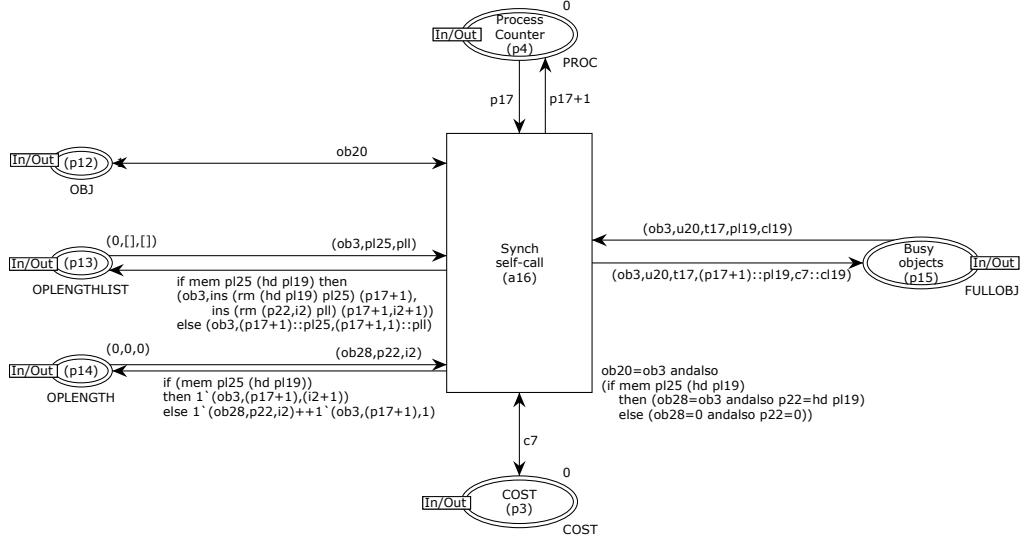 0
Process
Counter
(p4)
In/Out
PROC
p17
p17+1
In/Out
(p12)
OBJ
ob20
In/Out
(p13)
OPLENGTHLIST
(0,[],[])
(ob3,pl25,pll)
if mem pl25 (hd pl19) then
(ob3,ins (rm (hd pl19) pl25) (p17+1),
ins (rm (p22,i2) pll) (p17+1,i2+1))
else (ob3,(p17+1)::pl25,(p17+1,1)::pll)
In/Out
(p14)
OPLENGTH
(0,0,0)
(ob28,p22,i2)
if (mem pl25 (hd pl19))
then 1`(ob3,(p17+1),(i2+1))
else 1`(ob28,p22,i2)++1`(ob3,(p17+1),1)
Synch
self-call
(a16)
(ob3,u20,t17,pl19,cl19)
(ob3,u20,t17,(p17+1)::pl19,c7::cl19)
Busy
objects
(p15)
In/Out
FULLOBJ
ob20=ob3 andalso
(if mem pl25 (hd pl19)
then (ob28=ob3 andalso p22=hd pl19)
else (ob28=0 andalso p22=0))
c7
0
COST
(p3)
In/Out
COST